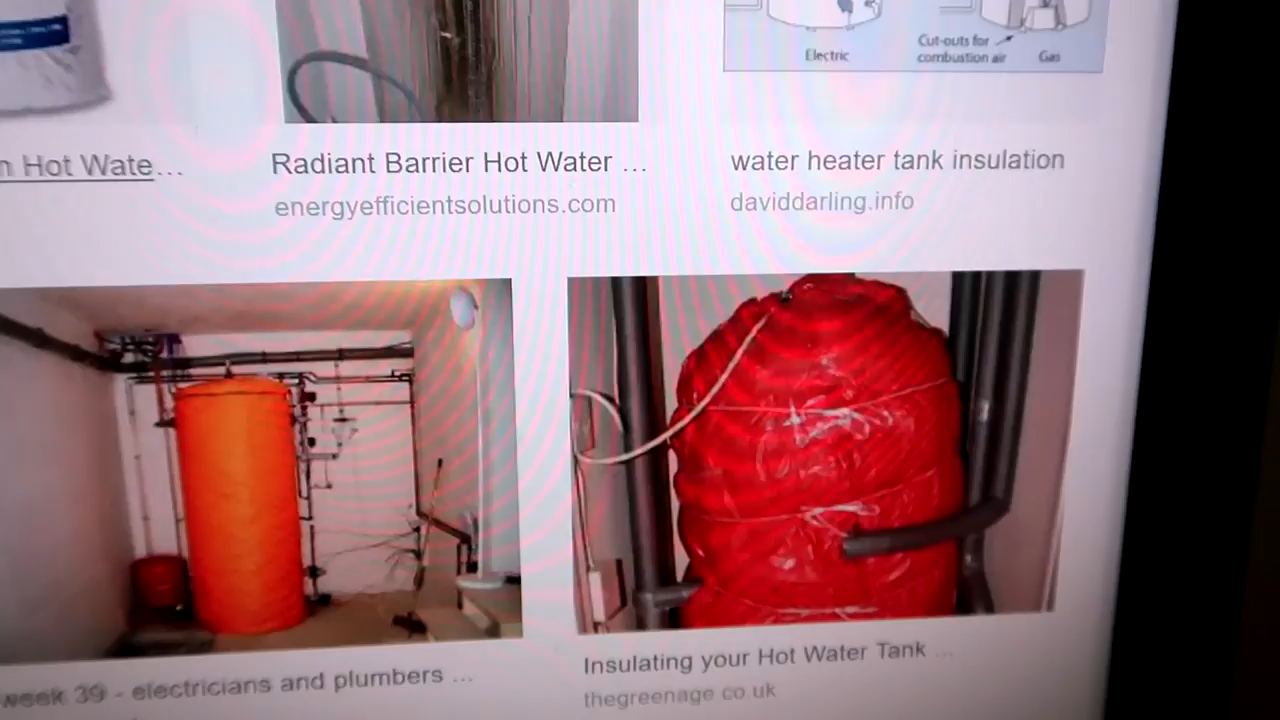 Electric
Cut-outs for
combustion air
Gas
n Hot Wate...
Radiant Barrier Hot Water ...
water heater tank insulation
energyefficientsolutions.com
daviddarling.info
week 39 - electricians and plumbers ...
Insulating your Hot Water Tank ...
thegreenage.co.uk